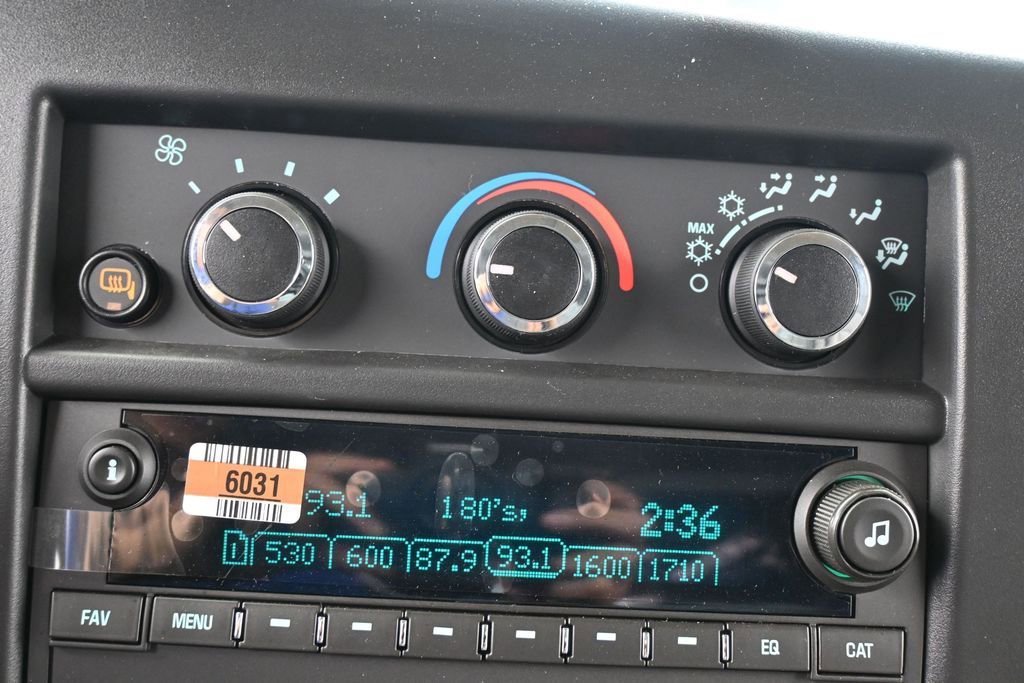 MAX
i
6031
93.1 180's, 2:36
D 530 600 87.9 93.1 1600 1710
FAV MENU EQ CAT